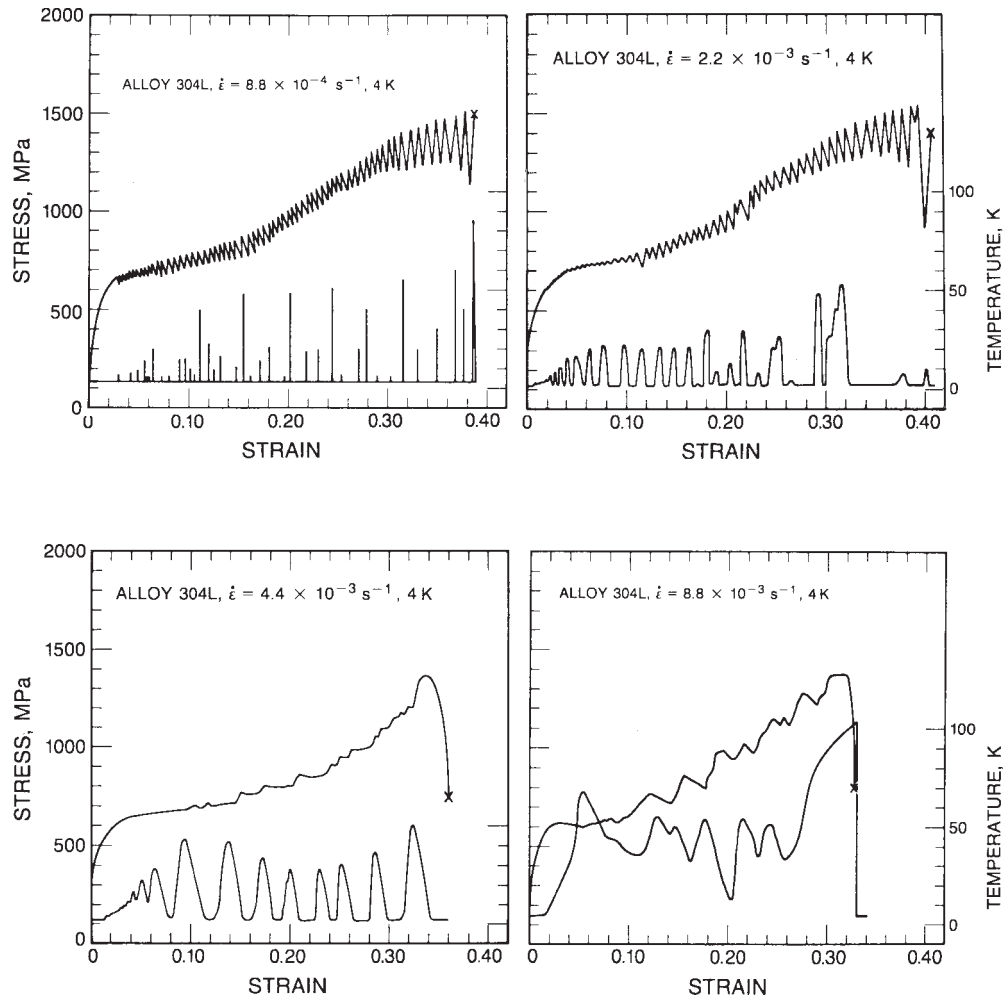 2000
ALLOY 304L, ε̇ = 8.8 × 10⁻⁴ s⁻¹, 4 K
1500
1000
500
0
STRESS, MPa
0 0.10 0.20 0.30 0.40
STRAIN
ALLOY 304L, ε̇ = 2.2 × 10⁻³ s⁻¹, 4 K
100
50
0
TEMPERATURE, K
0 0.10 0.20 0.30 0.40
STRAIN
2000
ALLOY 304L, ε̇ = 4.4 × 10⁻³ s⁻¹, 4 K
1500
1000
500
0
STRESS, MPa
0 0.10 0.20 0.30 0.40
STRAIN
ALLOY 304L, ε̇ = 8.8 × 10⁻³ s⁻¹, 4 K
100
50
0
TEMPERATURE, K
0 0.10 0.20 0.30 0.40
STRAIN